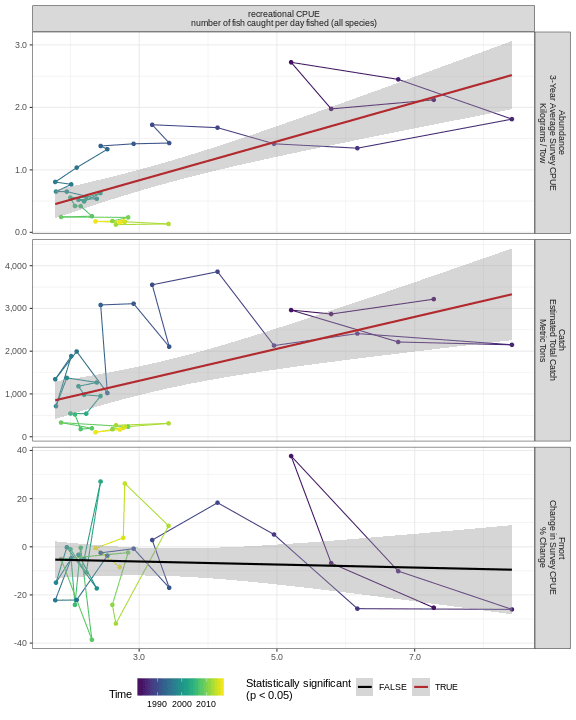 recreational CPUE
number of fish caught per day fished (all species)
3.0
2.0
1.0
0.0
Abundance
3-Year Average Survey CPUE
Kilograms / Tow
4,000
3,000
2,000
1,000
0
Catch
Estimated Total Catch
Metric Tons
40
20
0
-20
-40
Fmort
Change in Survey CPUE
% Change
3.0 5.0 7.0
Time
1990 2000 2010
Statistically significant
(p < 0.05)
FALSE
TRUE